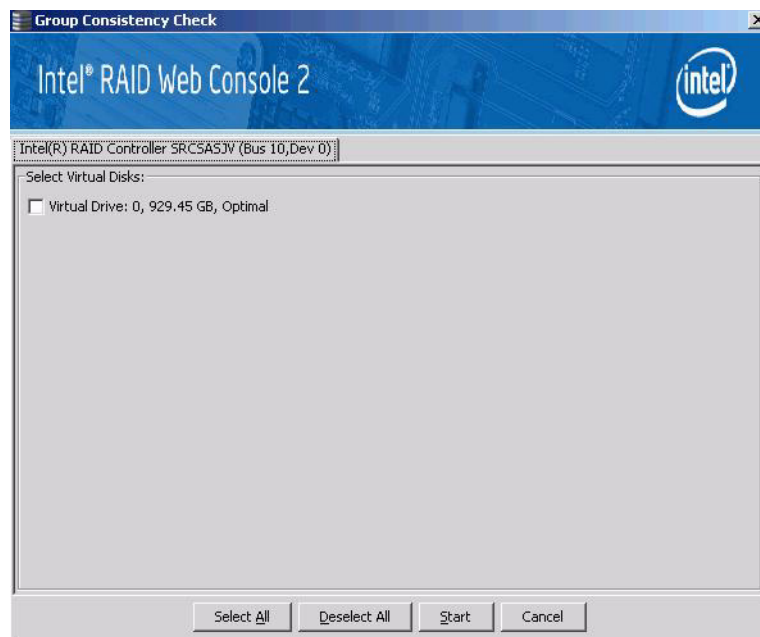 Group Consistency Check
Intel® RAID Web Console 2
intel
Intel(R) RAID Controller SRCSASJV (Bus 10,Dev 0)
Select Virtual Disks:
Virtual Drive: 0, 929.45 GB, Optimal
Select All
Deselect All
Start
Cancel